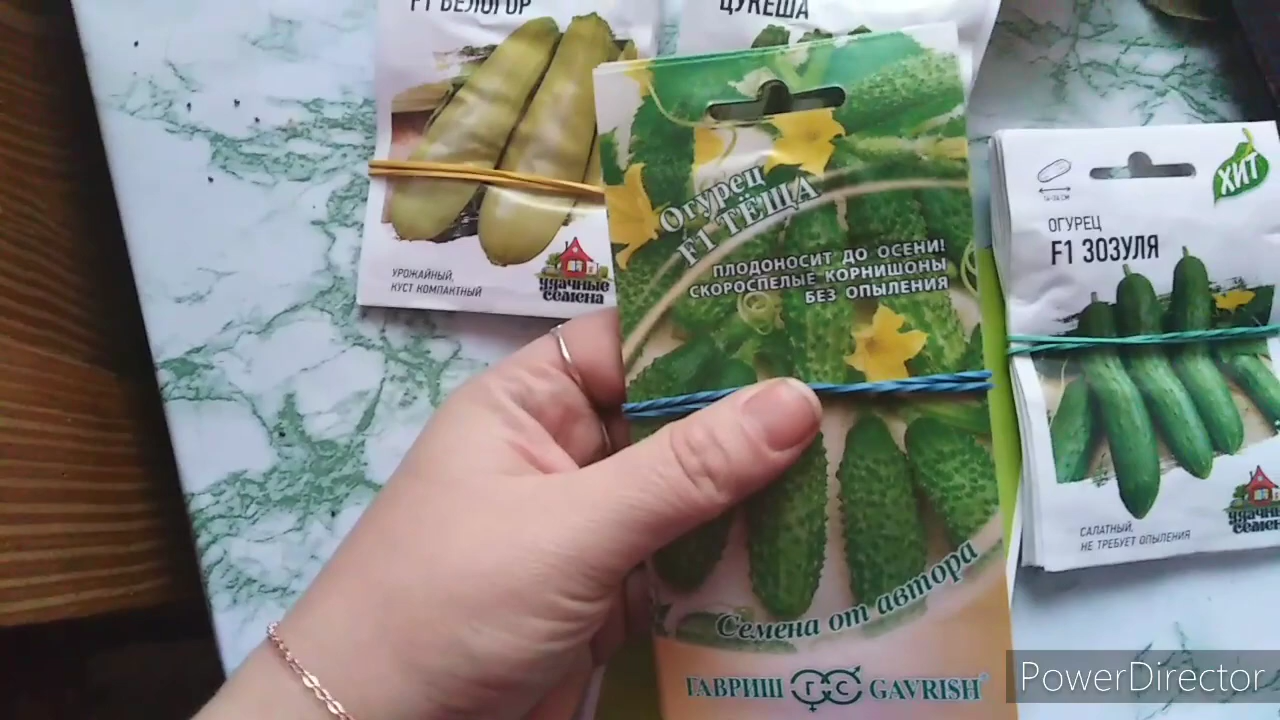 F1 БЕЛОГОР
УРОЖАЙНЫЙ,
КУСТ КОМПАКТНЫЙ
удачные
семена
ЦУКЕША
Огурец
F1 ТЁЩА
ПЛОДОНОСИТ ДО ОСЕНИ!
СКОРОСПЕЛЫЕ КОРНИШОНЫ
БЕЗ ОПЫЛЕНИЯ
Семена от автора
ГАВРИШ ГС GAVRISH®
ХИТ
ОГУРЕЦ
F1 ЗОЗУЛЯ
САЛАТНЫЙ,
НЕ ТРЕБУЕТ ОПЫЛЕНИЯ
удачные
семена
PowerDirector